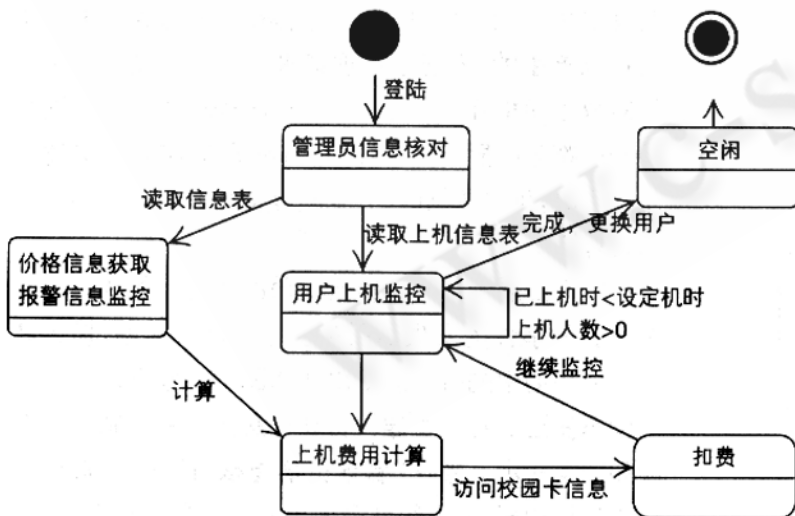 登陆
管理员信息核对
空闲
读取信息表
读取上机信息表
完成，更换用户
价格信息获取
报警信息监控
用户上机监控
已上机时<设定机时
上机人数>0
继续监控
计算
上机费用计算
扣费
访问校园卡信息
www.c-s